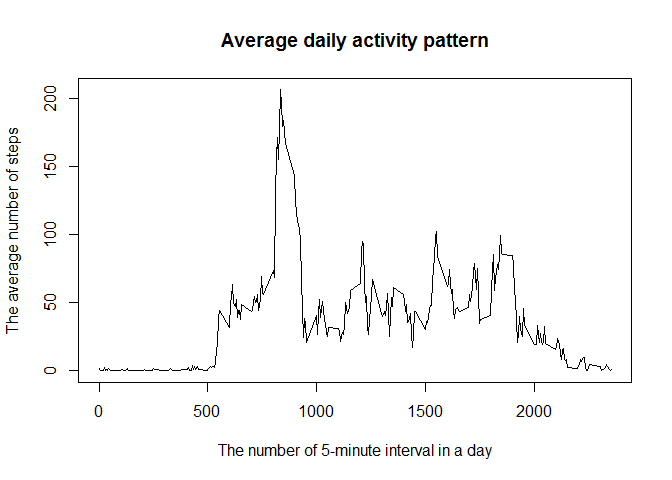 Average daily activity pattern
The average number of steps
200
150
100
50
0
0 500 1000 1500 2000
The number of 5-minute interval in a day